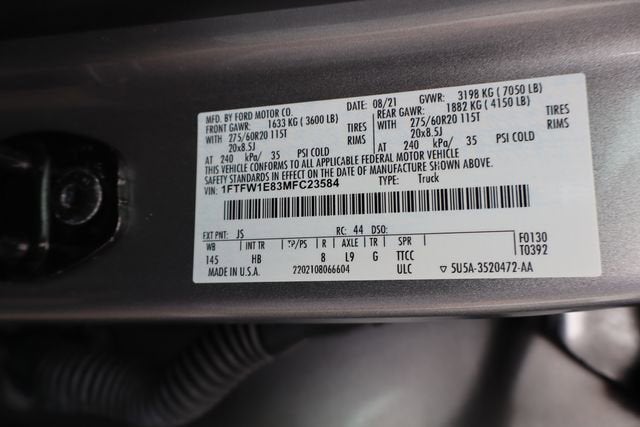 MFD. BY FORD MOTOR CO. DATE: 08/21 GVWR: 3198 KG ( 7050 LB)
FRONT GAWR: 1633 KG ( 3600 LB) REAR GAWR: 1882 KG ( 4150 LB)
WITH 275/60R20 115T TIRES WITH 275/60R20 115T TIRES
20x8.5J RIMS 20x8.5J RIMS
AT 240 kPa/ 35 PSI COLD AT 240 kPa/ 35 PSI COLD
THIS VEHICLE CONFORMS TO ALL APPLICABLE FEDERAL MOTOR VEHICLE
SAFETY STANDARDS IN EFFECT ON THE DATE OF MANUFACTURE SHOWN ABOVE.
VIN: 1FTFW1E83MFC23584 TYPE: Truck
EXT PNT: JS RC: 44 DSO: F0130
WB INT TR TP/PS R AXLE TR SPR T0392
145 HB 8 L9 G TTCC
MADE IN U.S.A. 7202108066604 ULC ▽ 5U5A-3520472-AA